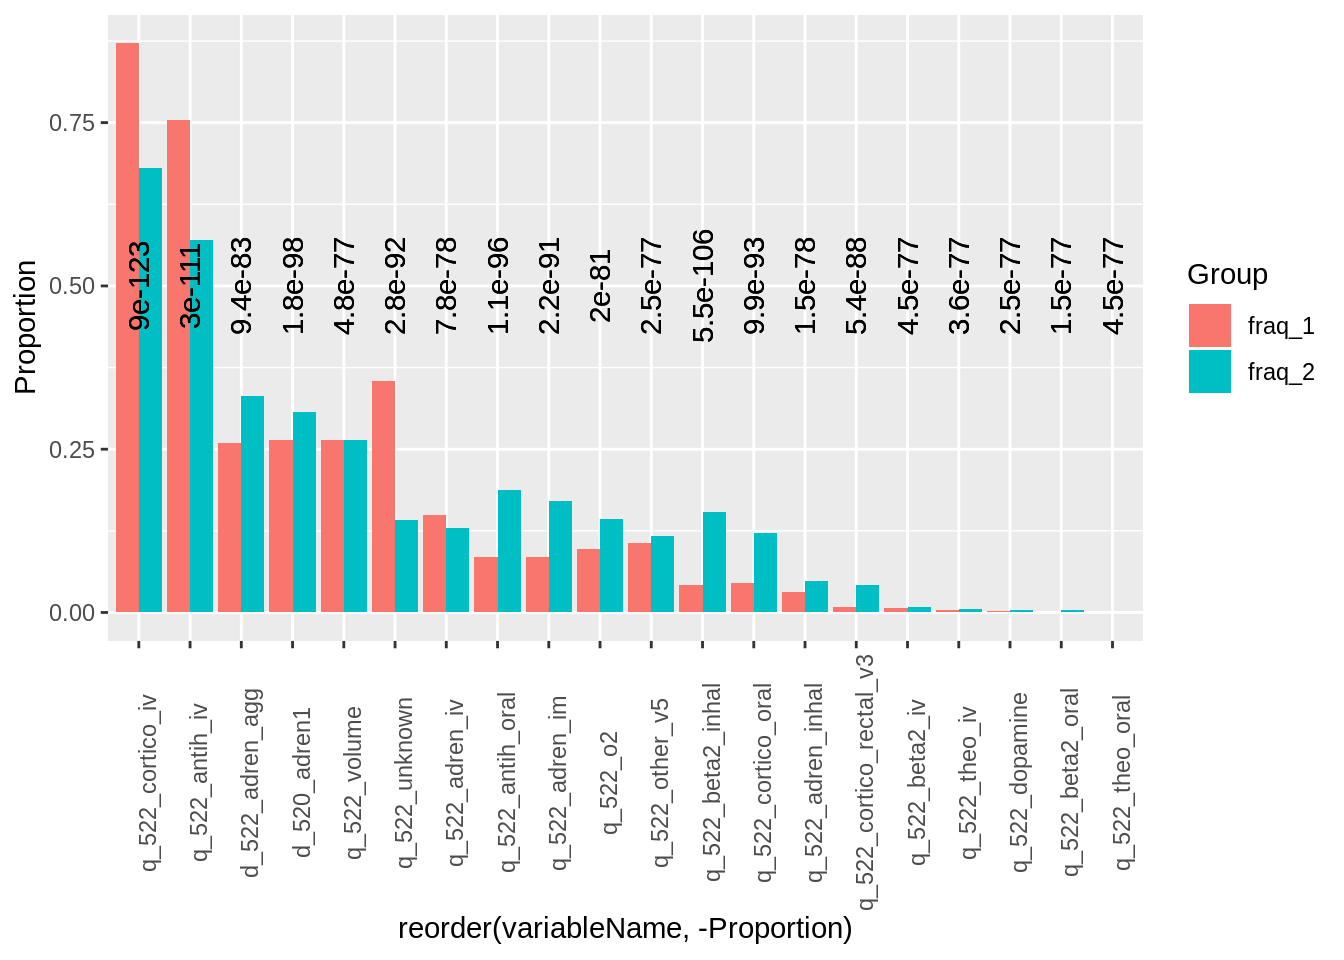 Proportion
0.75
0.50
0.25
0.00
9e-123
3e-111
9.4e-83
1.8e-98
4.8e-77
2.8e-92
7.8e-78
1.1e-96
2.2e-91
2e-81
2.5e-77
5.5e-106
9.9e-93
1.5e-78
5.4e-88
4.5e-77
3.6e-77
2.5e-77
1.5e-77
4.5e-77
q_522_cortico_iv
q_522_antih_iv
d_522_adren_agg
d_520_adren1
q_522_volume
q_522_unknown
q_522_adren_iv
q_522_antih_oral
q_522_adren_im
q_522_o2
q_522_other_v5
q_522_beta2_inhal
q_522_cortico_oral
q_522_adren_inhal
q_522_cortico_rectal_v3
q_522_beta2_iv
q_522_theo_iv
q_522_dopamine
q_522_beta2_oral
q_522_theo_oral
reorder(variableName, -Proportion)
Group
fraq_1
fraq_2